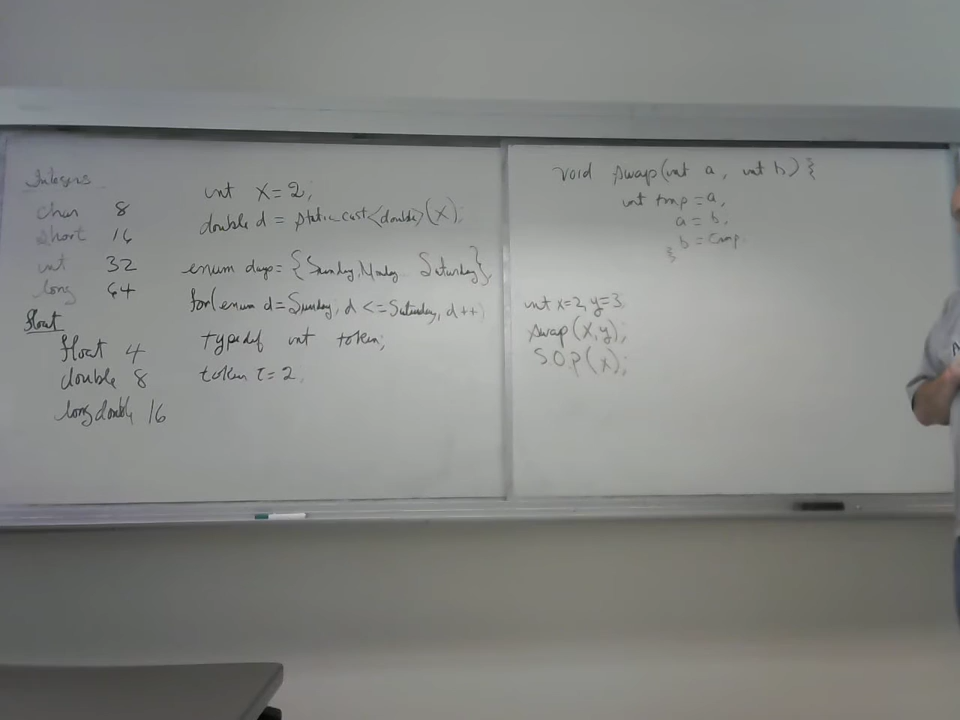 Integers
char 8
short 16
int 32
long 64
float
float 4
double 8
long double 16
int x = 2;
double d = static_cast<double>(x);
enum days = {Sunday, Monday Saturday},
for(enum d = Sunday, d <= Saturday, d++)
typedef int token;
token t = 2,
void swap(int a, int b) {
int tmp = a,
a = b,
b = tmp.
}
int x = 2, y = 3
swap(x, y);
S.O.P(x);